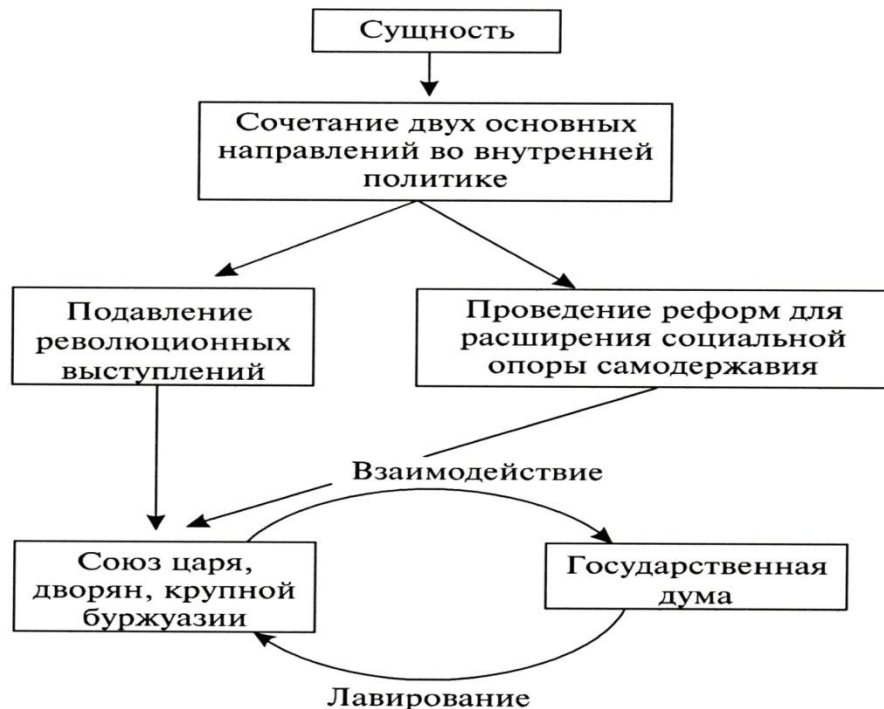 Сущность
Сочетание двух основных
направлений во внутренней
политике
Подавление
революционных
выступлений
Проведение реформ для
расширения социальной
опоры самодержавия
Взаимодействие
Союз царя,
дворян, крупной
буржуазии
Государственная
дума
Лавирование